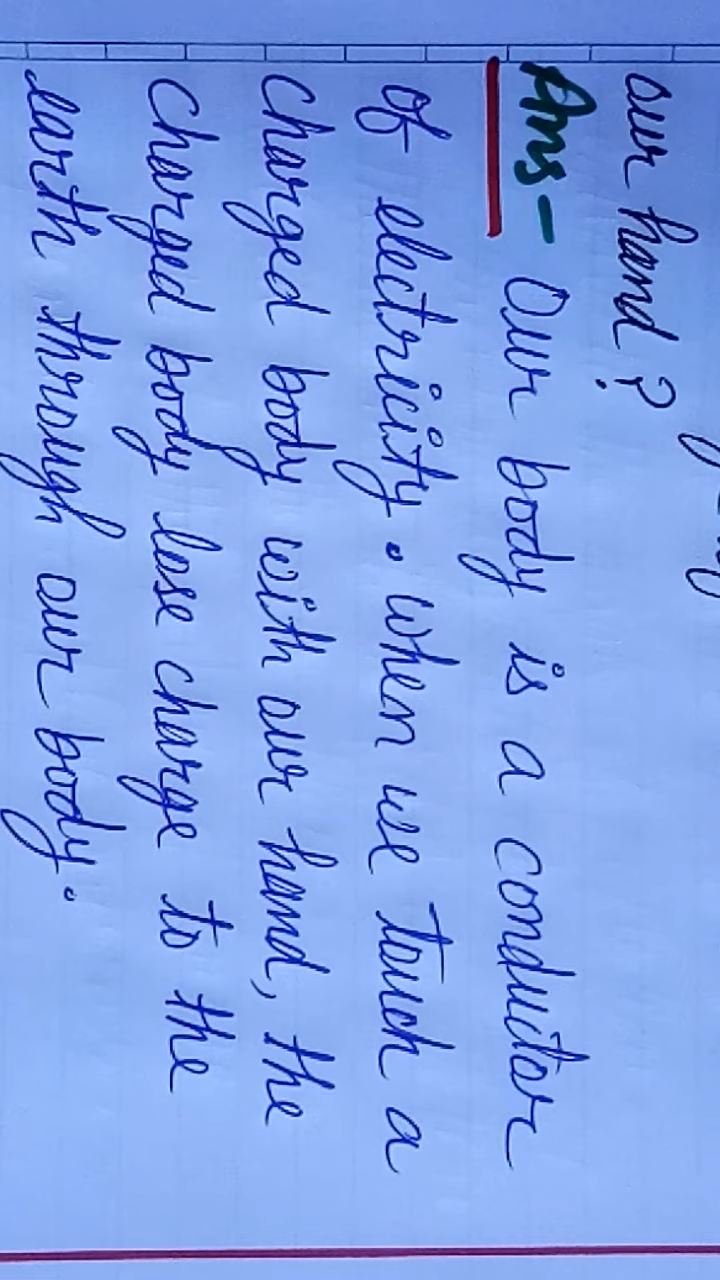 our hand?
Ans- Our body is a conductor
of electricity. when we touch a
charged body with our hand, the
charged body lose charge to the
earth through our body.